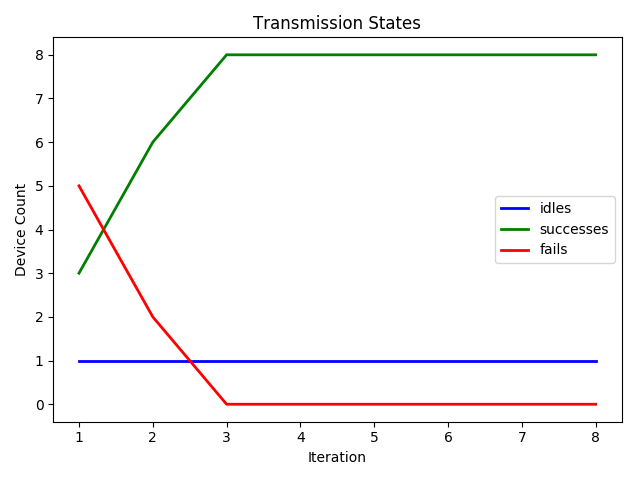 Transmission States
Device Count
8
7
6
5
4
3
2
1
0
idles
successes
fails
1 2 3 4 5 6 7 8
Iteration